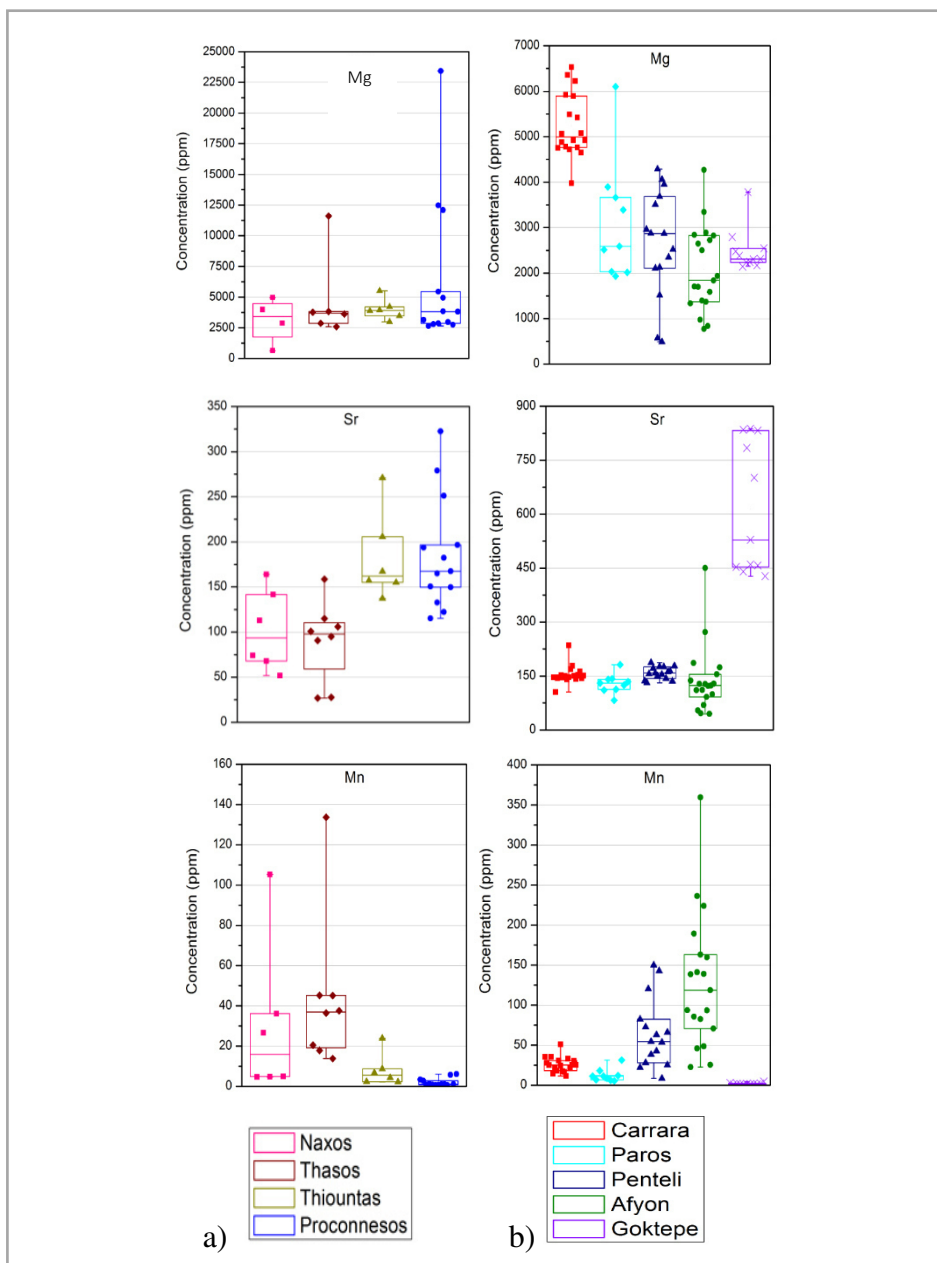 Mg
Concentration (ppm)
25000
22500
20000
17500
15000
12500
10000
7500
5000
2500
0
Mg
Concentration (ppm)
7000
6000
5000
4000
3000
2000
1000
0
Sr
Concentration (ppm)
350
300
250
200
150
100
50
0
Sr
Concentration (ppm)
900
750
600
450
300
150
0
Mn
Concentration (ppm)
160
140
120
100
80
60
40
20
0
Mn
Concentration (ppm)
400
350
300
250
200
150
100
50
0
a)
Naxos
Thasos
Thiountas
Proconnesos
b)
Carrara
Paros
Penteli
Afyon
Goktepe